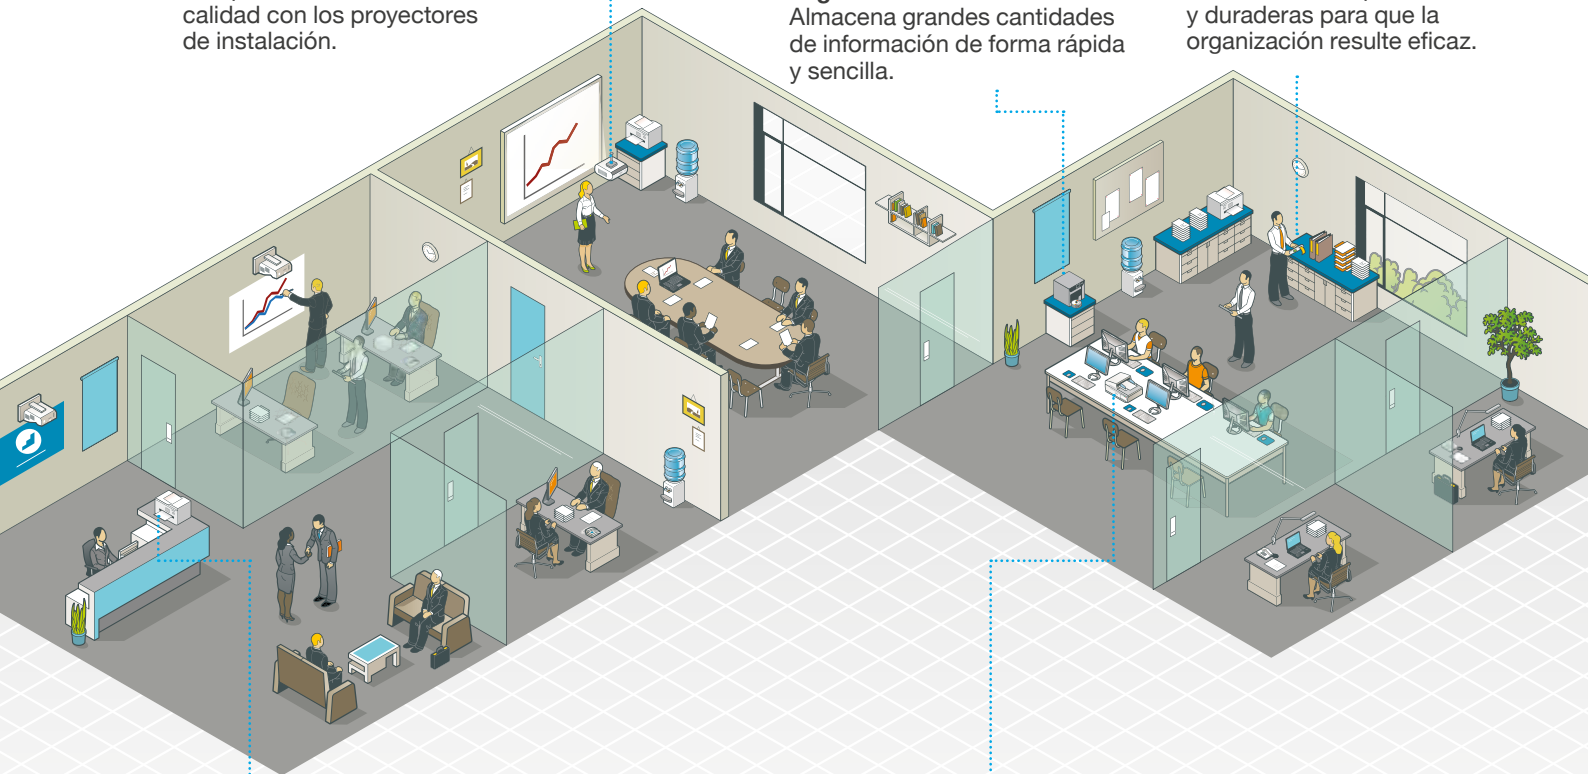 calidad con los proyectores
de instalación.
Almacena grandes cantidades
de información de forma rápida
y sencilla.
y duraderas para que la
organización resulte eficaz.